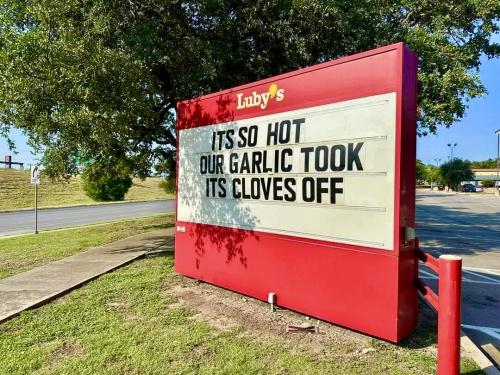 Luby's
ITS SO HOT
OUR GARLIC TOOK
ITS CLOVES OFF